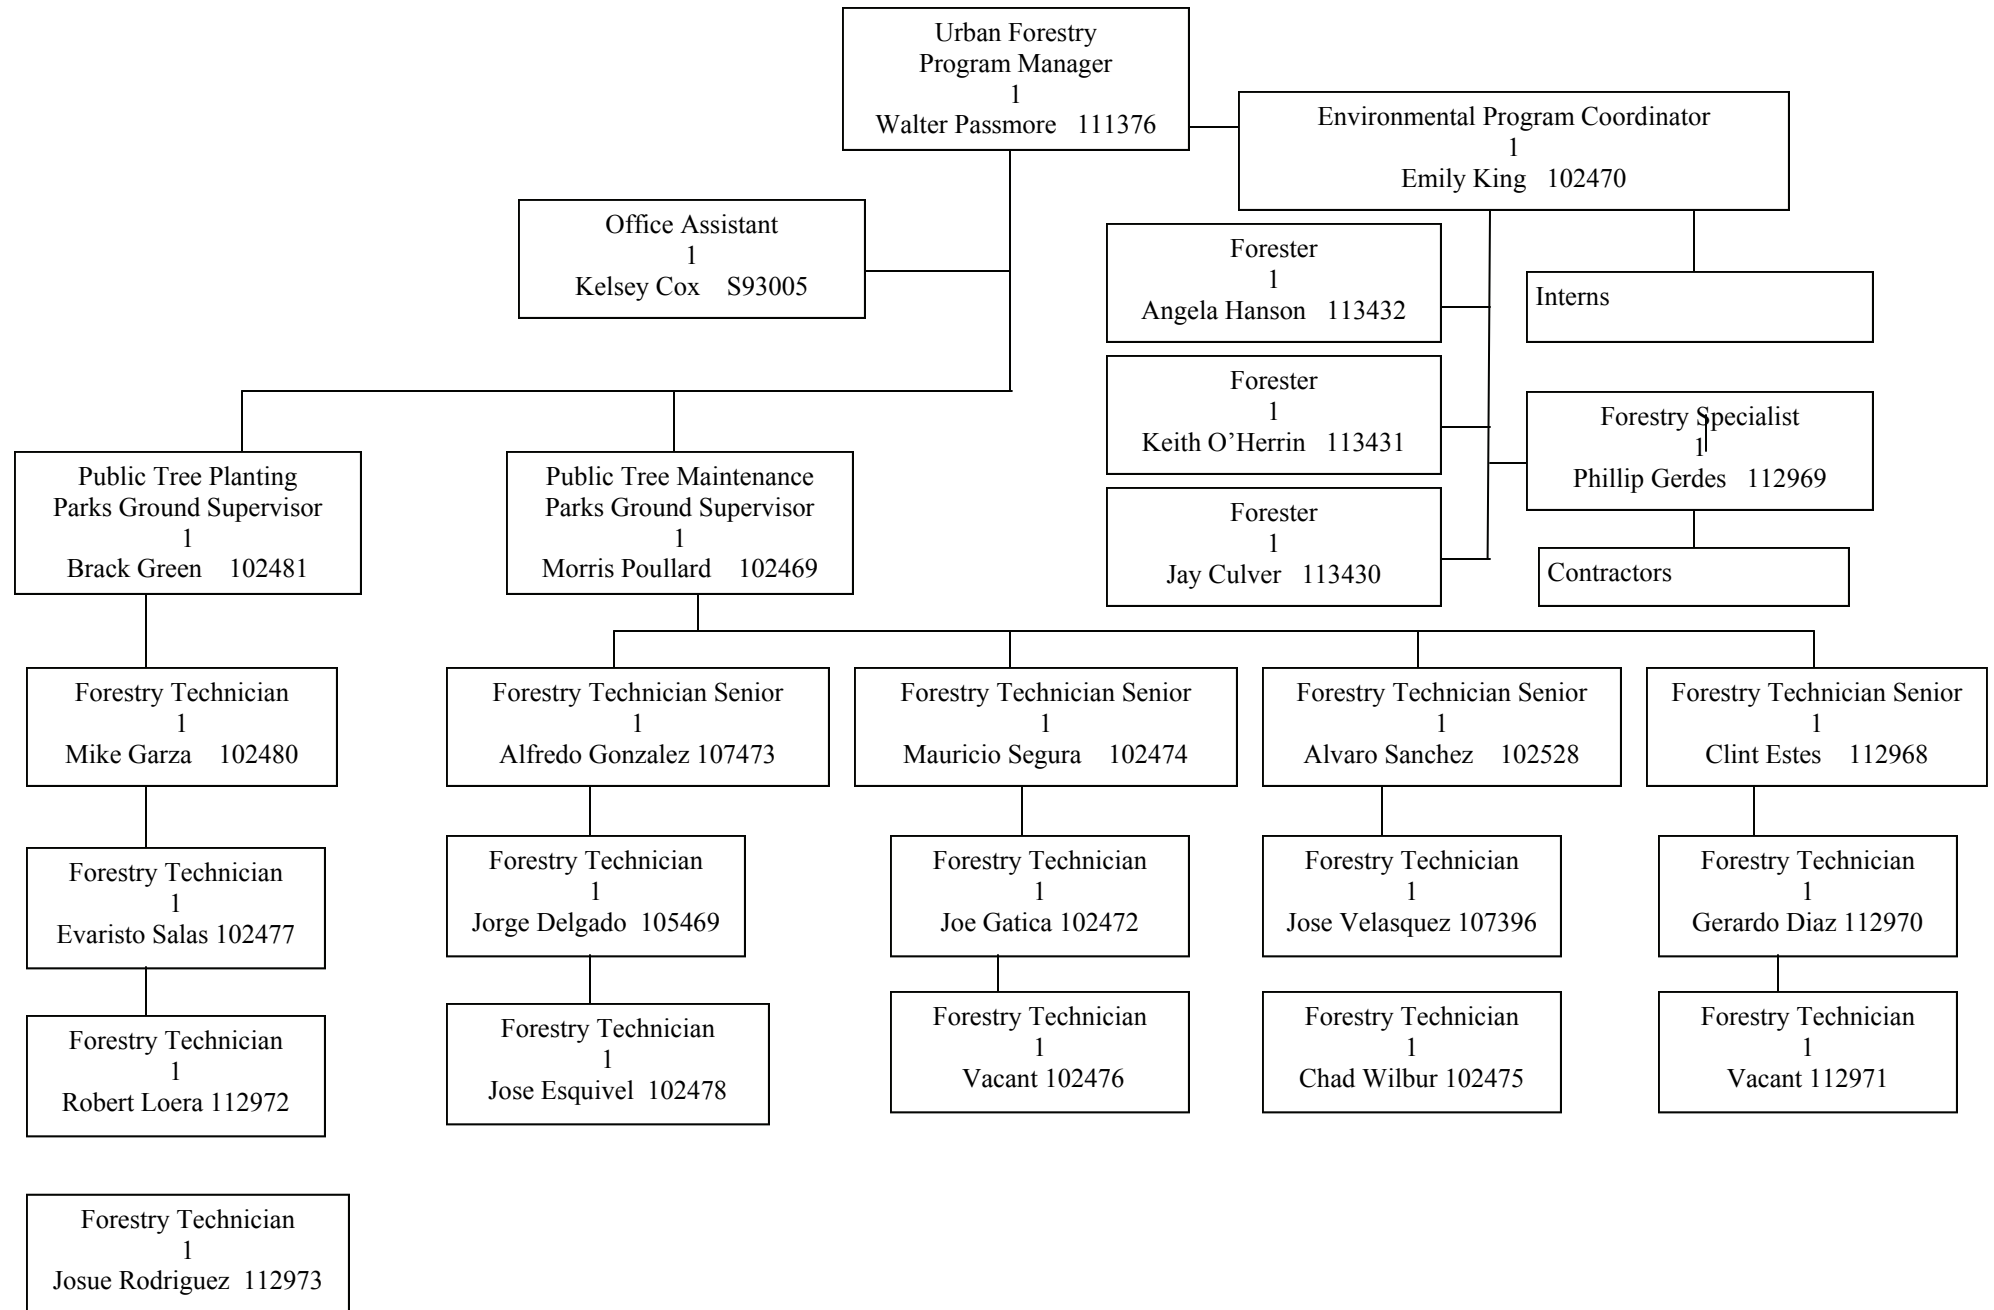 Urban Forestry
Program Manager
1
Walter Passmore 111376
Environmental Program Coordinator
1
Emily King 102470
Office Assistant
1
Kelsey Cox S93005
Forester
1
Angela Hanson 113432
Interns
Forester
1
Keith O’Herrin 113431
Forestry Specialist
1
Phillip Gerdes 112969
Forester
1
Jay Culver 113430
Contractors
Public Tree Planting
Parks Ground Supervisor
1
Brack Green 102481
Public Tree Maintenance
Parks Ground Supervisor
1
Morris Poullard 102469
Forestry Technician
1
Mike Garza 102480
Forestry Technician Senior
1
Alfredo Gonzalez 107473
Forestry Technician Senior
1
Mauricio Segura 102474
Forestry Technician Senior
1
Alvaro Sanchez 102528
Forestry Technician Senior
1
Clint Estes 112968
Forestry Technician
1
Evaristo Salas 102477
Forestry Technician
1
Jorge Delgado 105469
Forestry Technician
1
Joe Gatica 102472
Forestry Technician
1
Jose Velasquez 107396
Forestry Technician
1
Gerardo Diaz 112970
Forestry Technician
1
Robert Loera 112972
Forestry Technician
1
Jose Esquivel 102478
Forestry Technician
1
Vacant 102476
Forestry Technician
1
Chad Wilbur 102475
Forestry Technician
1
Vacant 112971
Forestry Technician
1
Josue Rodriguez 112973